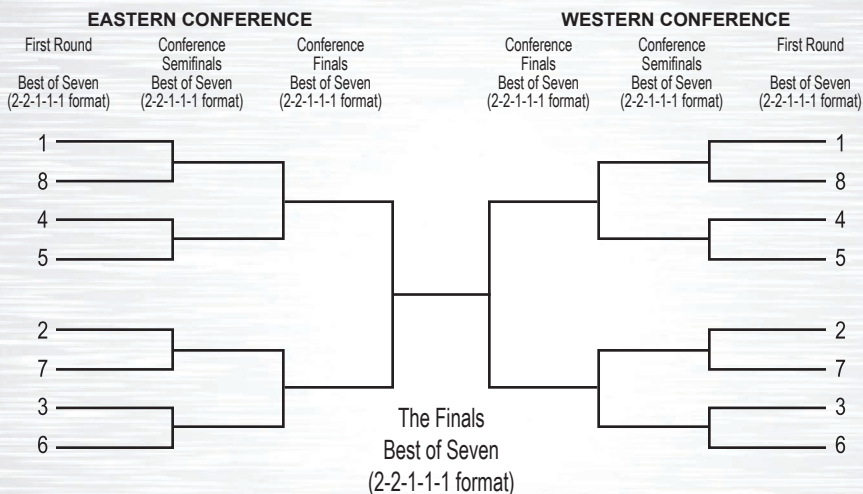 EASTERN CONFERENCE
First Round
Best of Seven
(2-2-1-1-1 format)
Conference
Semifinals
Best of Seven
(2-2-1-1-1 format)
Conference
Finals
Best of Seven
(2-2-1-1-1 format)
1
8
4
5
2
7
3
6
WESTERN CONFERENCE
Conference
Finals
Best of Seven
(2-2-1-1-1 format)
Conference
Semifinals
Best of Seven
(2-2-1-1-1 format)
First Round
Best of Seven
(2-2-1-1-1 format)
1
8
4
5
2
7
3
6
The Finals
Best of Seven
(2-2-1-1-1 format)